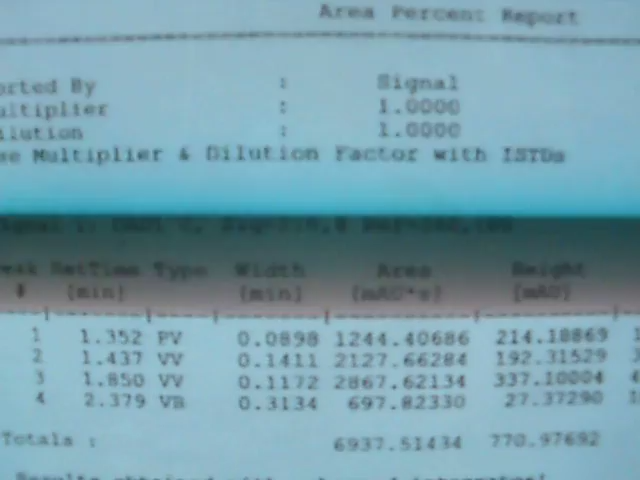 Area Percent Report
orted By : Signal
ultiplier : 1.0000
ilution : 1.0000
se Multiplier & Dilution Factor with ISTDs
eak RetTime Type Width Area Height
# [min] [min] [mAU*s] [mAU]
1 1.352 PV 0.0898 1244.40686 214.18869
2 1.437 VV 0.1411 2127.66284 192.31529
3 1.850 VV 0.1172 2867.62134 337.10004
4 2.379 VB 0.3134 697.82330 27.37290
Totals : 6937.51434 770.97692